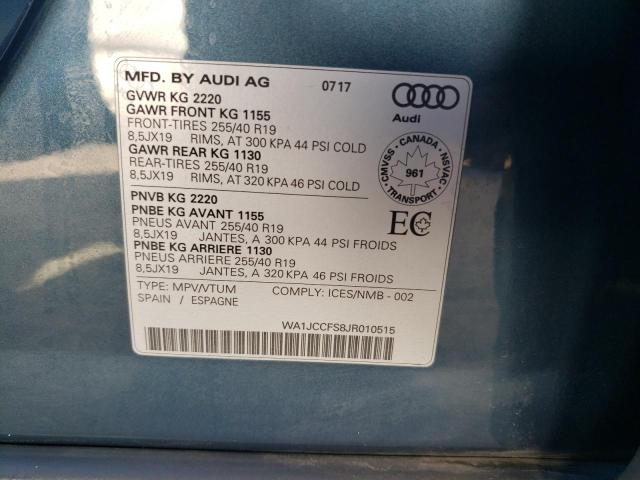 MFD. BY AUDI AG 0717
GVWR KG 2220
GAWR FRONT KG 1155
FRONT-TIRES 255/40 R19
8,5JX19 RIMS, AT 300 KPA 44 PSI COLD
GAWR REAR KG 1130
REAR-TIRES 255/40 R19
8,5JX19 RIMS, AT 320 KPA 46 PSI COLD
Audi
CMVSS - CANADA - NSVAC
961
TRANSPORT
PNVB KG 2220
PNBE KG AVANT 1155
PNEUS AVANT 255/40 R19
8,5JX19 JANTES, A 300 KPA 44 PSI FROIDS
PNBE KG ARRIERE 1130
PNEUS ARRIERE 255/40 R19
8,5JX19 JANTES, A 320 KPA 46 PSI FROIDS
EC
TYPE: MPV/VTUM COMPLY: ICES/NMB - 002
SPAIN / ESPAGNE
WA1JCCFS8JR010515